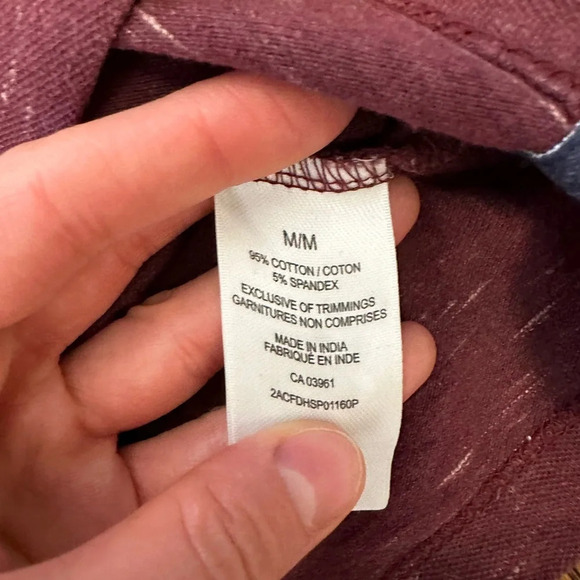 M/M
95% COTTON / COTON
5% SPANDEX
EXCLUSIVE OF TRIMMINGS
GARNITURES NON COMPRISES
MADE IN INDIA
FABRIQUÉ EN INDE
CA 03961
2ACFDHSP01160P